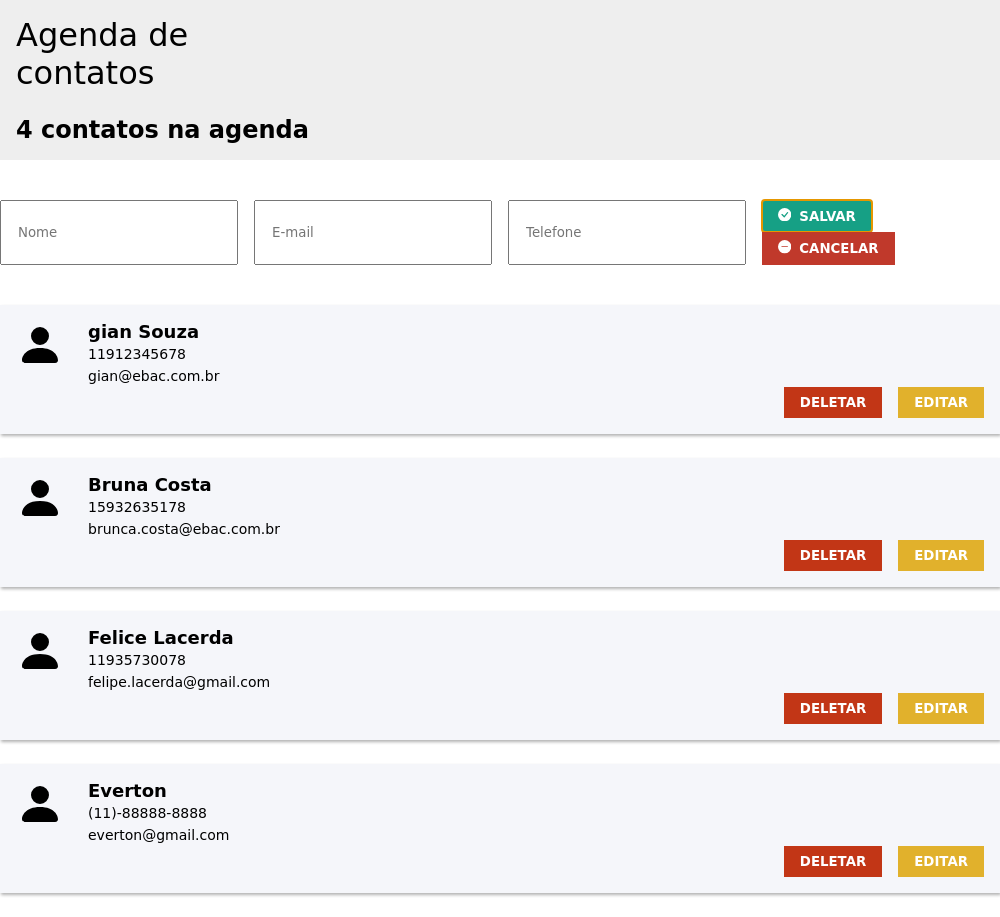 Agenda de
contatos
4 contatos na agenda
Nome
E-mail
Telefone
SALVAR
CANCELAR
gian Souza
11912345678
gian@ebac.com.br
DELETAR
EDITAR
Bruna Costa
15932635178
brunca.costa@ebac.com.br
DELETAR
EDITAR
Felice Lacerda
11935730078
felipe.lacerda@gmail.com
DELETAR
EDITAR
Everton
(11)-88888-8888
everton@gmail.com
DELETAR
EDITAR